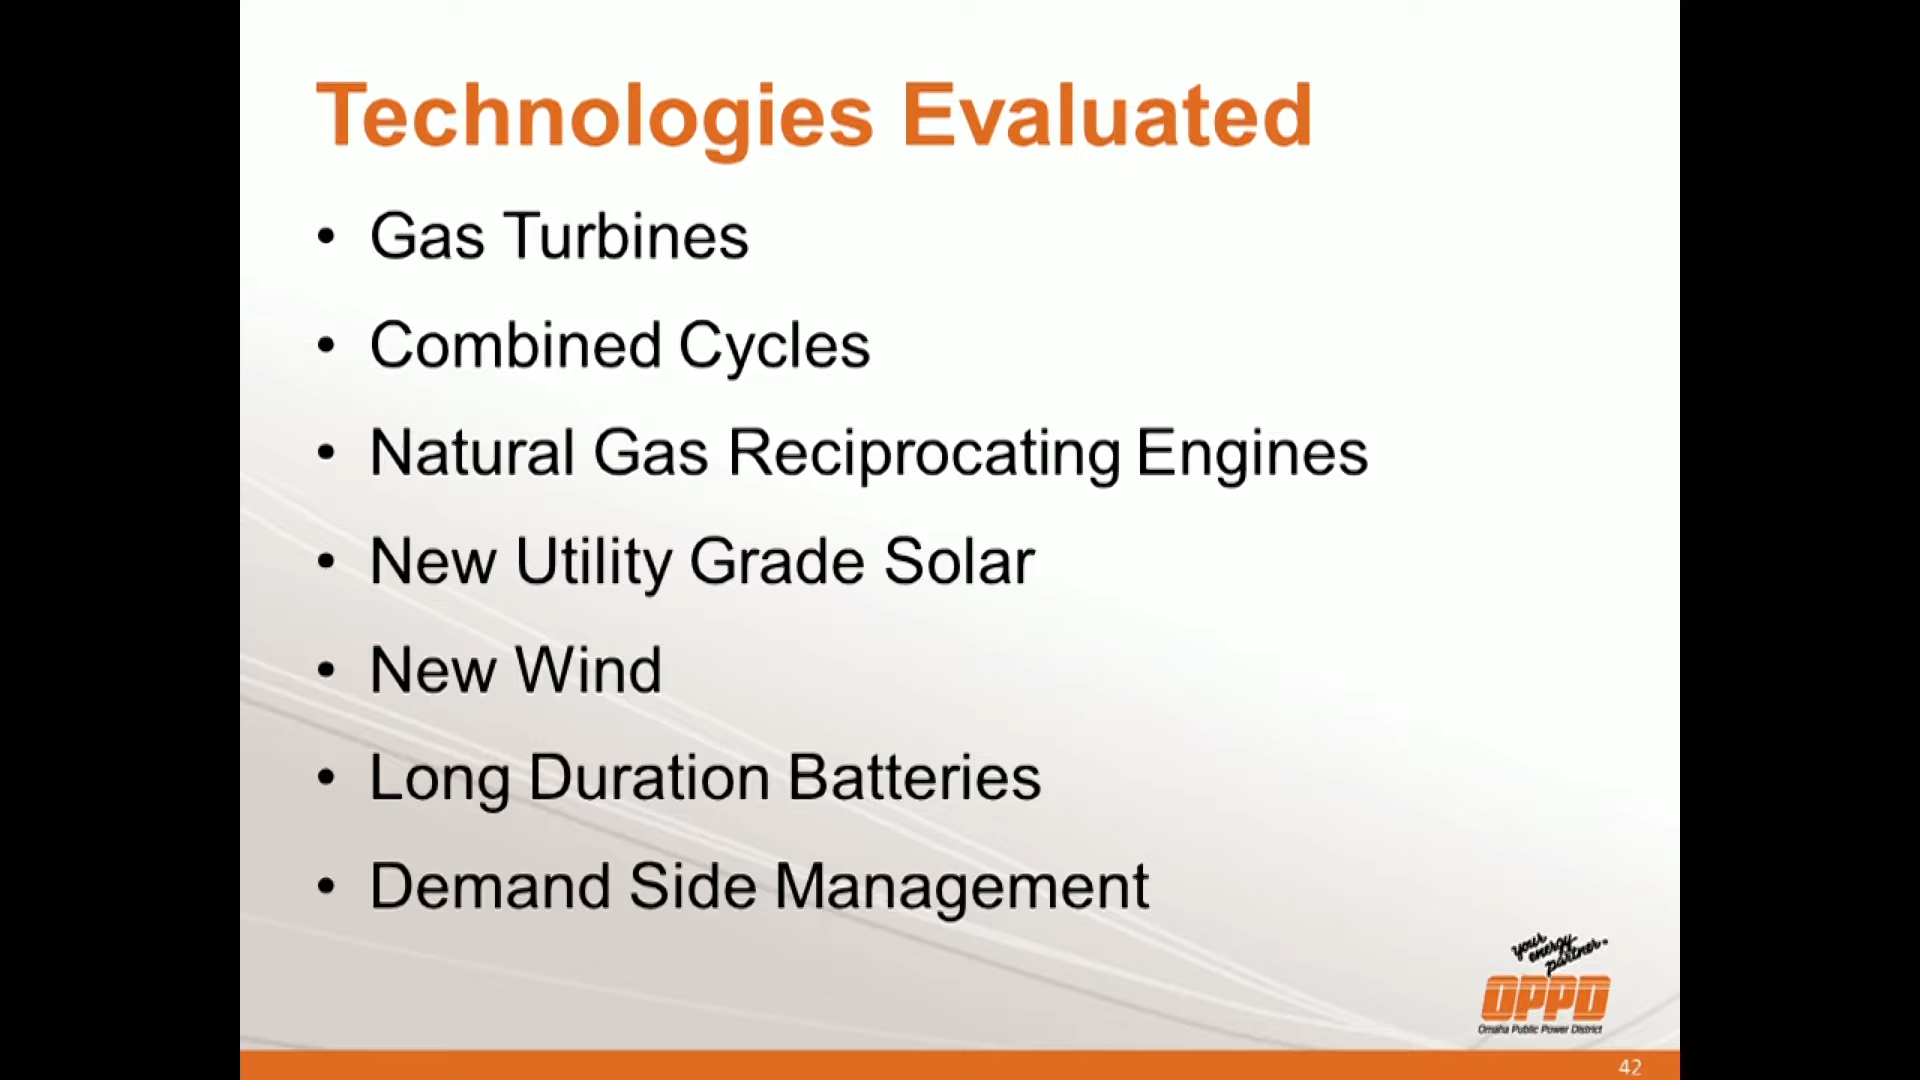 Technologies Evaluated
• Gas Turbines
• Combined Cycles
• Natural Gas Reciprocating Engines
• New Utility Grade Solar
• New Wind
• Long Duration Batteries
• Demand Side Management
your
energy
partner
OPPD
Omaha Public Power District
42